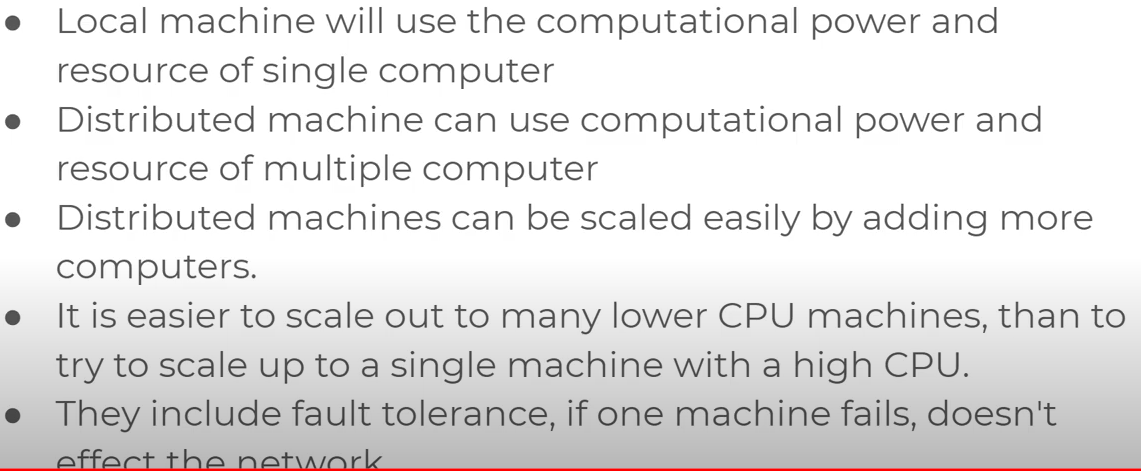 ● Local machine will use the computational power and
resource of single computer
● Distributed machine can use computational power and
resource of multiple computer
● Distributed machines can be scaled easily by adding more
computers.
● It is easier to scale out to many lower CPU machines, than to
try to scale up to a single machine with a high CPU.
● They include fault tolerance, if one machine fails, doesn't
effect the network